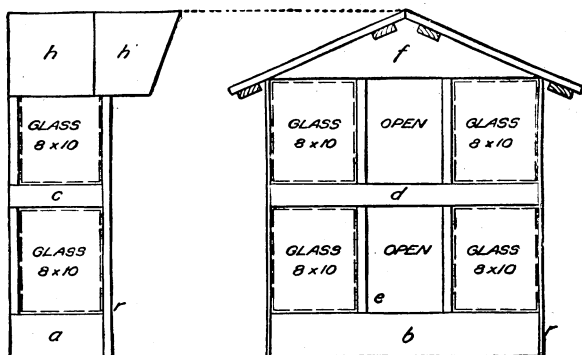 h
h
f
GLASS
8 x 10
GLASS
8 x 10
OPEN
GLASS
8 x 10
c
d
GLASS
8 x 10
GLASS
8 x 10
OPEN
GLASS
8 x 10
e
r
a
b
r